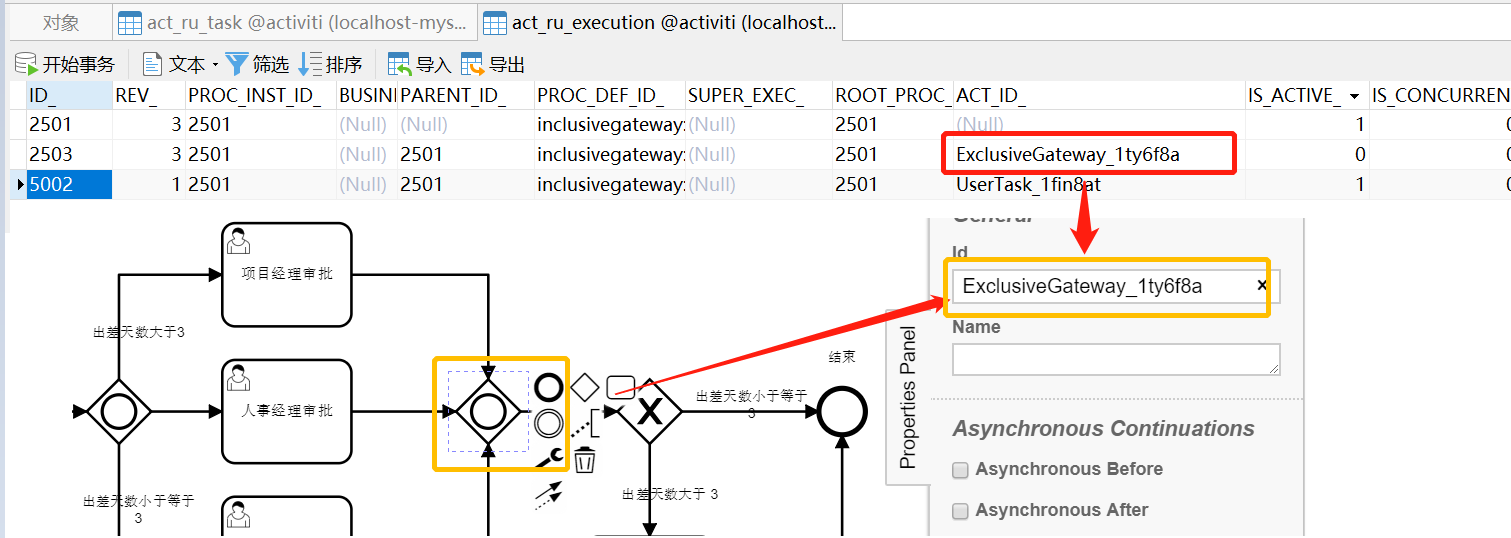 对象 act_ru_task @activiti (localhost-mys... act_ru_execution @activiti (localhost...
开始事务 文本 筛选 排序 导入 导出
ID_ REV_ PROC_INST_ID_ BUSINI PARENT_ID_ PROC_DEF_ID_ SUPER_EXEC_ ROOT_PROC_ ACT_ID_ IS_ACTIVE_ IS_CONCURREN
2501 3 2501 (Null) (Null) inclusivegateway: (Null) 2501 (Null) 1 0
2503 3 2501 (Null) 2501 inclusivegateway: (Null) 2501 ExclusiveGateway_1ty6f8a 0 0
5002 1 2501 (Null) 2501 inclusivegateway: (Null) 2501 UserTask_1fin8at 1 0
General
Id
项目经理审批
ExclusiveGateway_1ty6f8a ×
出差天数大于3
Name
Properties Panel
结束
出差天数小于等于
3
人事经理审批
Asynchronous Continuations
Asynchronous Before
出差天数小于等于
3
出差天数大于 3
Asynchronous After